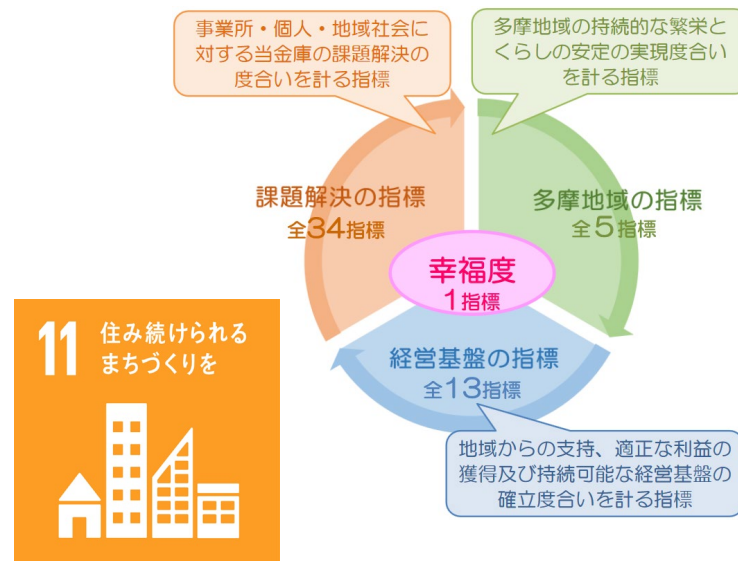 事業所・個人・地域社会に
対する当金庫の課題解決の
度合いを計る指標
多摩地域の持続的な繁栄と
くらしの安定の実現度合い
を計る指標
課題解決の指標
全34指標
多摩地域の指標
全5指標
幸福度
1指標
経営基盤の指標
全13指標
地域からの支持、適正な利益の
獲得及び持続可能な経営基盤の
確立度合いを計る指標
11 住み続けられる
まちづくりを